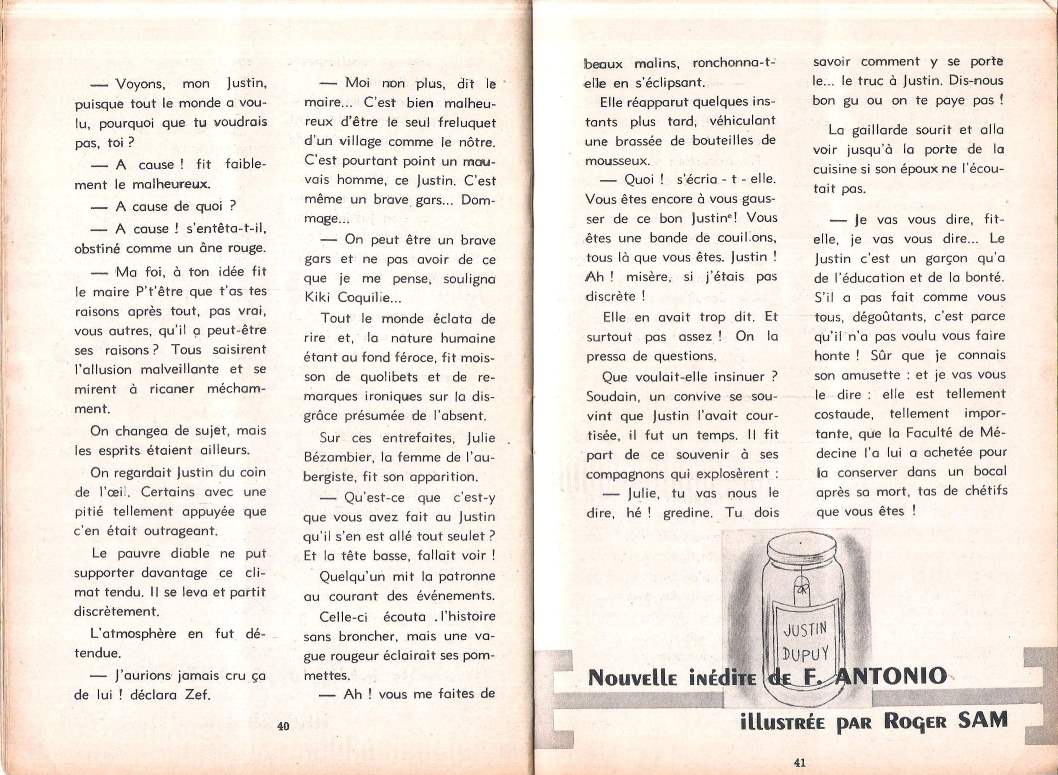 — Voyons, mon Justin,
puisque tout le monde a vou-
lu, pourquoi que tu voudrais
pas, toi ?
— A cause ! fit faible-
ment le malheureux.
— A cause de quoi ?
— A cause ! s'entêta-t-il,
obstiné comme un âne rouge.
— Ma foi, à ton idée fit
le maire P't'être que t'as tes
raisons après tout, pas vrai,
vous autres, qu'il a peut-être
ses raisons ? Tous saisirent
l'allusion malveillante et se
mirent à ricaner mécham-
ment.
On changea de sujet, mais
les esprits étaient ailleurs.
On regardait Justin du coin
de l'œil. Certains avec une
pitié tellement appuyée que
c'en était outrageant.
Le pauvre diable ne put
supporter davantage ce cli-
mat tendu. Il se leva et partit
discrètement.
L'atmosphère en fut dé-
tendue.
— J'aurions jamais cru ça
de lui ! déclara Zef.
— Moi non plus, dit le
maire... C'est bien malheu-
reux d'être le seul freluquet
d'un village comme le nôtre.
C'est pourtant point un mau-
vais homme, ce Justin. C'est
même un brave gars... Dom-
mage...
— On peut être un brave
gars et ne pas avoir de ce
que je me pense, souligna
Kiki Coquilie...
Tout le monde éclata de
rire et, la nature humaine
étant au fond féroce, fit mois-
son de quolibets et de re-
marques ironiques sur la dis-
grâce présumée de l'absent.
Sur ces entrefaites, Julie
Bézambier, la femme de l'au-
bergiste, fit son apparition.
— Qu'est-ce que c'est-y
que vous avez fait au Justin
qu'il s'en est allé tout seulet ?
Et la tête basse, fallait voir !
Quelqu'un mit la patronne
au courant des événements.
Celle-ci écouta l'histoire
sans broncher, mais une va-
gue rougeur éclairait ses pom-
mettes.
— Ah ! vous me faites de
40
beaux malins, ronchonna-t-
elle en s'éclipsant.
Elle réapparut quelques ins-
tants plus tard, véhiculant
une brassée de bouteilles de
mousseux.
— Quoi ! s'écria - t - elle.
Vous êtes encore à vous gaus-
ser de ce bon Justin ! Vous
êtes une bande de couillons,
tous là que vous êtes. Justin !
Ah ! misère, si j'étais pas
discrète !
Elle en avait trop dit. Et
surtout pas assez ! On la
pressa de questions.
Que voulait-elle insinuer ?
Soudain, un convive se sou-
vint que Justin l'avait cour-
tisée, il fut un temps. Il fit
part de ce souvenir à ses
compagnons qui explosèrent :
— Julie, tu vas nous le
dire, hé ! gredine. Tu dois
savoir comment y se porte
le... le truc à Justin. Dis-nous
bon gu ou on te paye pas !
La gaillarde sourit et alla
voir jusqu'à la porte de la
cuisine si son époux ne l'écou-
tait pas.
— Je vas vous dire, fit-
elle, je vas vous dire... Le
Justin c'est un garçon qu'a
de l'éducation et de la bonté.
S'il a pas fait comme vous
tous, dégoûtants, c'est parce
qu'il n'a pas voulu vous faire
honte ! Sûr que je connais
son amusette : et je vas vous
le dire : elle est tellement
costaude, tellement impor-
tante, que la Faculté de Mé-
decine l'a lui a achetée pour
la conserver dans un bocal
après sa mort, tas de chétifs
que vous êtes !
JUSTIN
DUPUY
Nouvelle inédite de F. ANTONIO
illustrée par Roger SAM
41